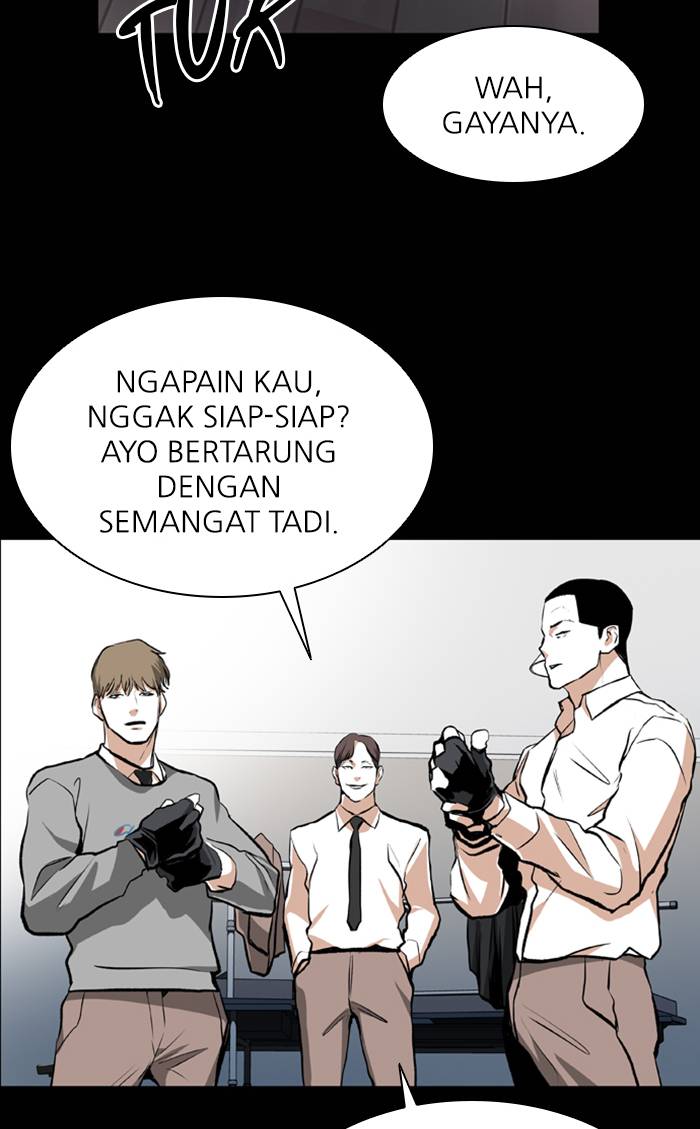 TUK
WAH,
GAYANYA.
NGAPAIN KAU,
NGGAK SIAP-SIAP?
AYO BERTARUNG
DENGAN
SEMANGAT TADI.